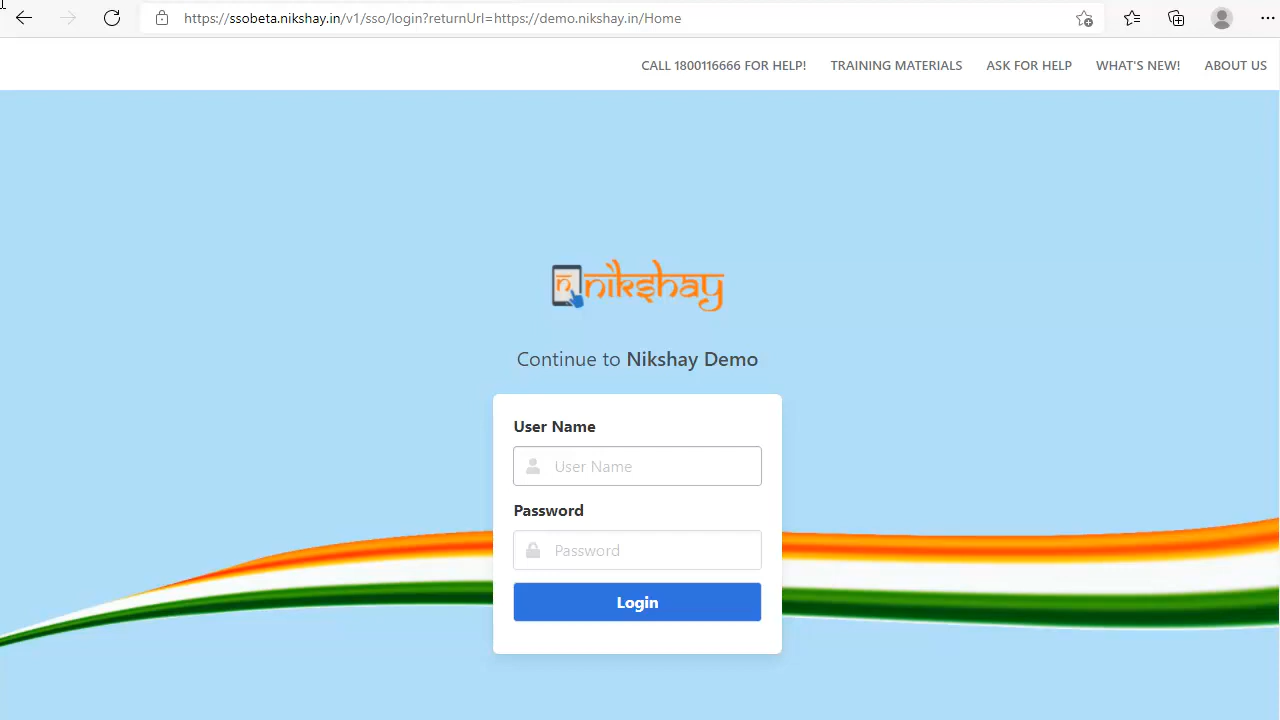 https://ssobeta.nikshay.in/v1/sso/login?returnUrl=https://demo.nikshay.in/Home
CALL 1800116666 FOR HELP! TRAINING MATERIALS ASK FOR HELP WHAT'S NEW! ABOUT US
n nikshay
Continue to Nikshay Demo
User Name
User Name
Password
Password
Login